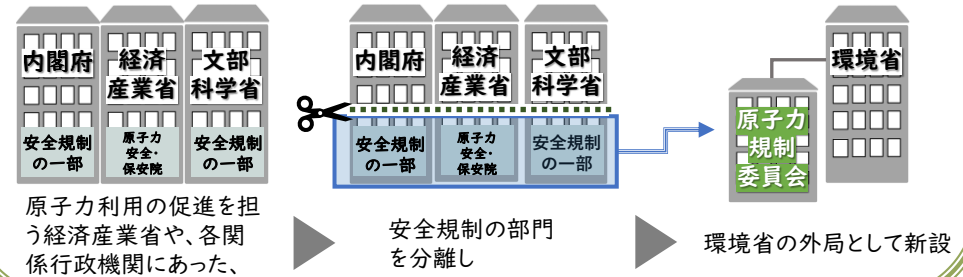 内閣府
経済
産業省
文部
科学省
安全規制
の一部
原子力
安全・
保安院
安全規制
の一部
原子力利用の促進を担
う経済産業省や、各関
係行政機関にあった、
内閣府
経済
産業省
文部
科学省
安全規制
の一部
原子力
安全・
保安院
安全規制
の一部
安全規制の部門
を分離し
環境省
原子力
規制
委員会
環境省の外局として新設